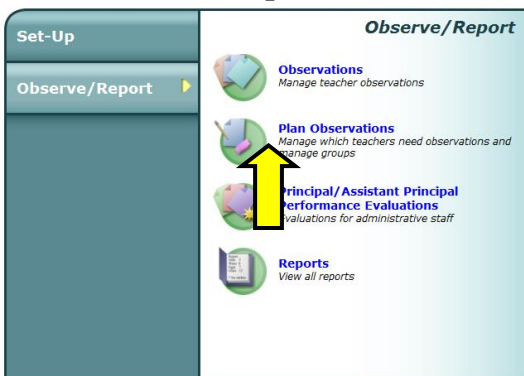 Set-Up
Observe/Report
Observe/Report
Observations
Manage teacher observations
Plan Observations
Manage which teachers need observations and
manage groups
Principal/Assistant Principal
Performance Evaluations
Evaluations for administrative staff
Reports
View all reports